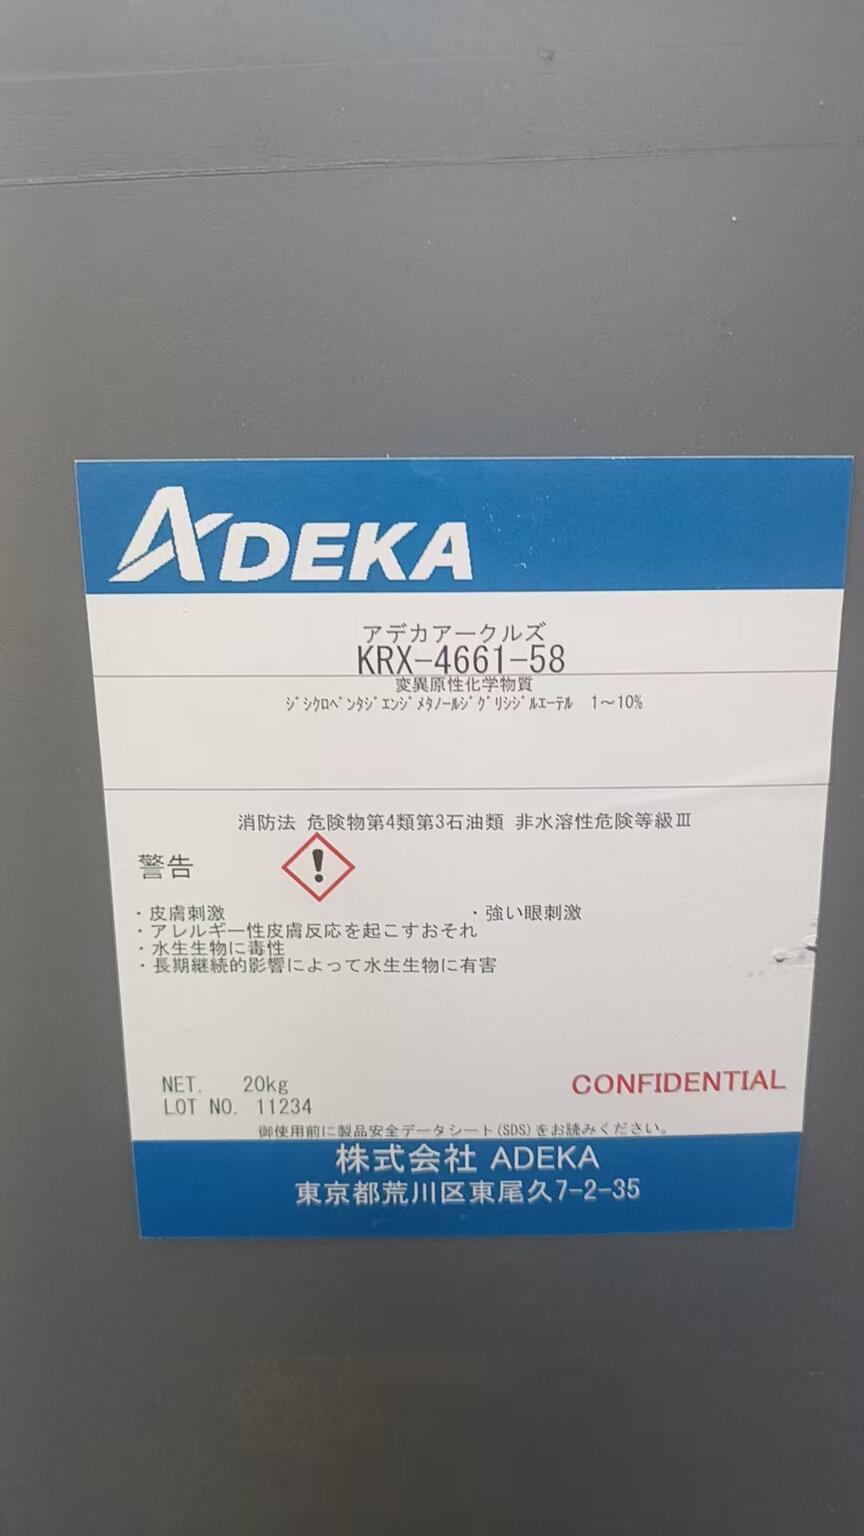 ADEKA
アデカアークルズ
KRX-4661-58
変異原性化学物質
ｼﾞｼｸﾛﾍﾟﾝﾀｼﾞｴﾝｼﾞﾒﾀﾉｰﾙｼﾞｸﾞﾘｼｼﾞﾙｴｰﾃﾙ 1～10%
消防法 危険物第4類第3石油類 非水溶性危険等級Ⅲ
警告
・皮膚刺激 ・強い眼刺激
・アレルギー性皮膚反応を起こすおそれ
・水生生物に毒性
・長期継続的影響によって水生生物に有害
NET. 20kg
CONFIDENTIAL
LOT NO. 11234
御使用前に製品安全データシート(SDS)をお読みください。
株式会社 ADEKA
東京都荒川区東尾久7-2-35